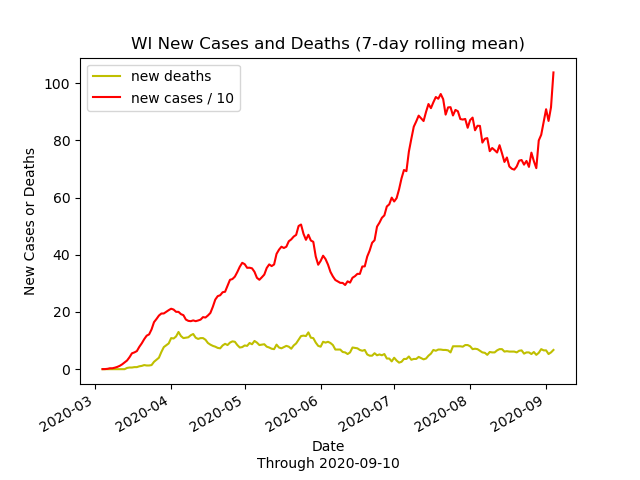 WI New Cases and Deaths (7-day rolling mean)
new deaths
new cases / 10
100
80
60
40
20
0
New Cases or Deaths
2020-03
2020-04
2020-05
2020-06
2020-07
2020-08
2020-09
Date
Through 2020-09-10